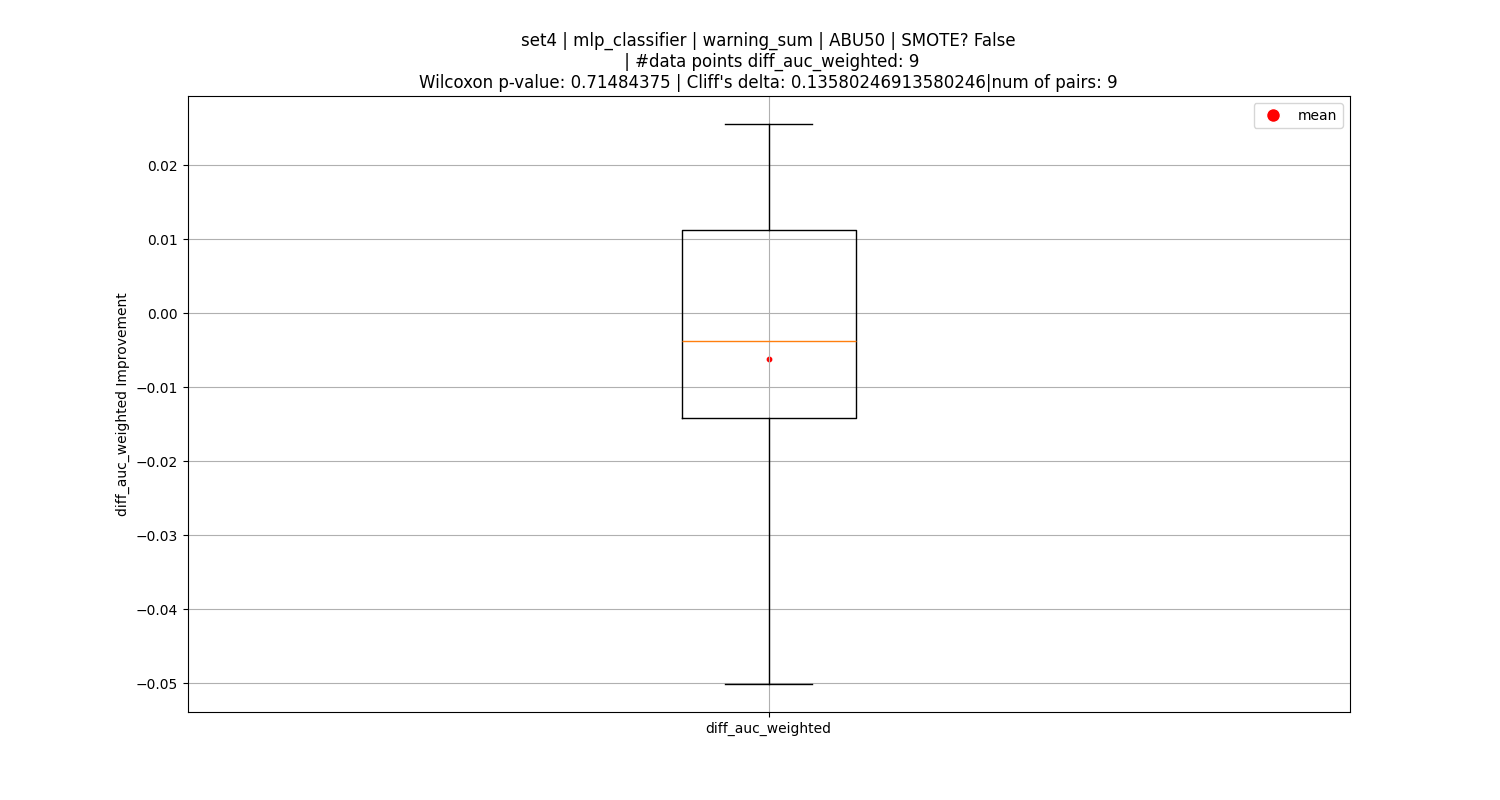 set4 | mlp_classifier | warning_sum | ABU50 | SMOTE? False
| #data points diff_auc_weighted: 9
Wilcoxon p-value: 0.71484375 | Cliff's delta: 0.13580246913580246|num of pairs: 9
mean
0.02
0.01
0.00
−0.01
−0.02
−0.03
−0.04
−0.05
diff_auc_weighted Improvement
diff_auc_weighted